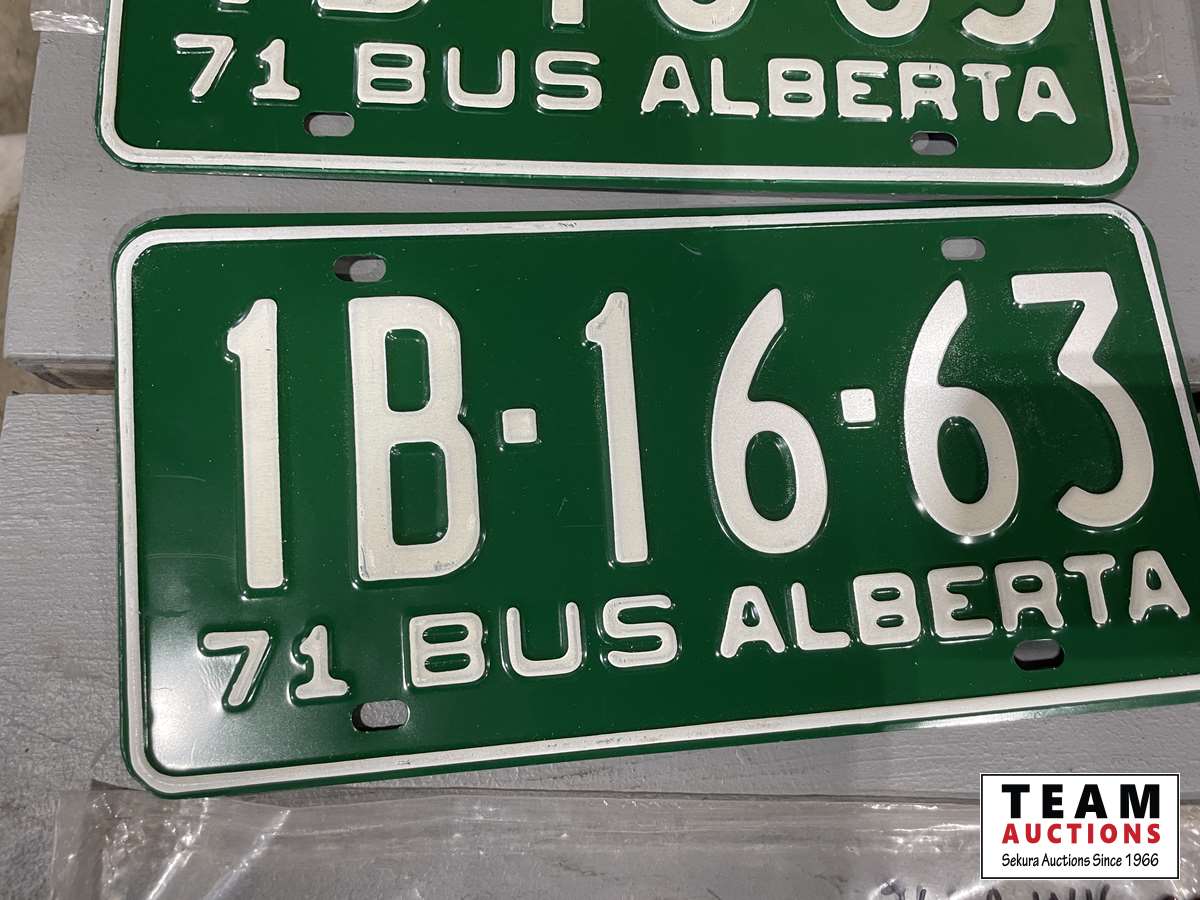 71 BUS ALBERTA
1B·16·63
71 BUS ALBERTA
TEAM
AUCTIONS
Sekura Auctions Since 1966